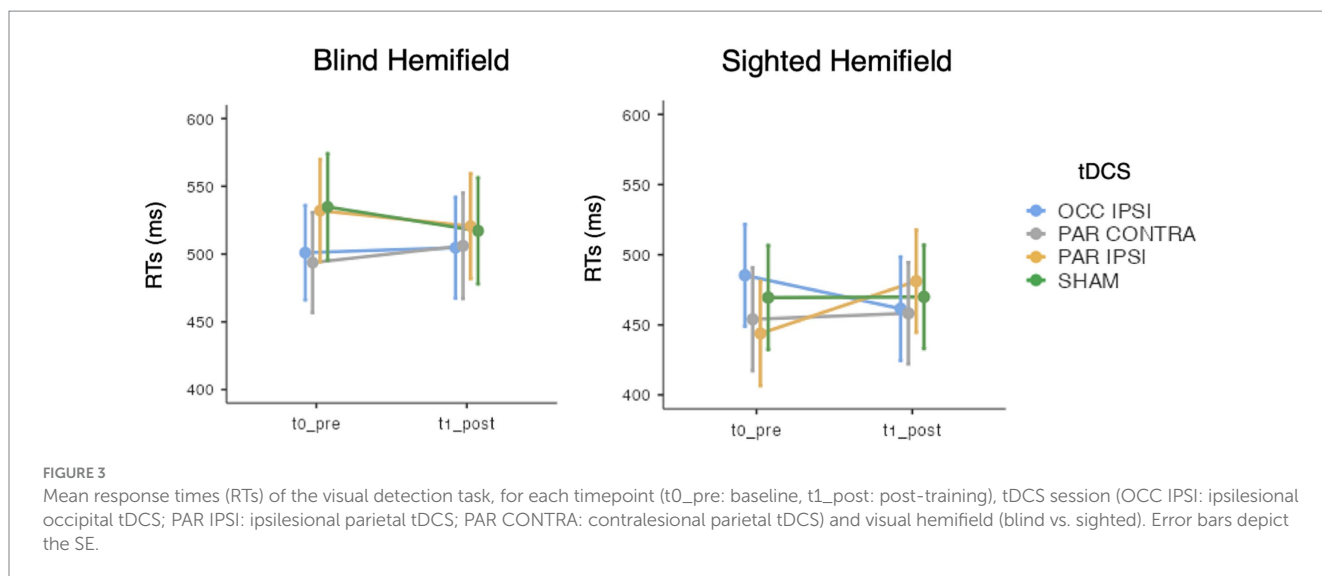 Blind Hemifield
Sighted Hemifield
600
550
500
450
400
RTs (ms)
t0_pre
t1_post
600
550
500
450
400
RTs (ms)
t0_pre
t1_post
tDCS
OCC IPSI
PAR CONTRA
PAR IPSI
SHAM
FIGURE 3
Mean response times (RTs) of the visual detection task, for each timepoint (t0_pre: baseline, t1_post: post-training), tDCS session (OCC IPSI: ipsilesional
occipital tDCS; PAR IPSI: ipsilesional parietal tDCS; PAR CONTRA: contralesional parietal tDCS) and visual hemifield (blind vs. sighted). Error bars depict
the SE.